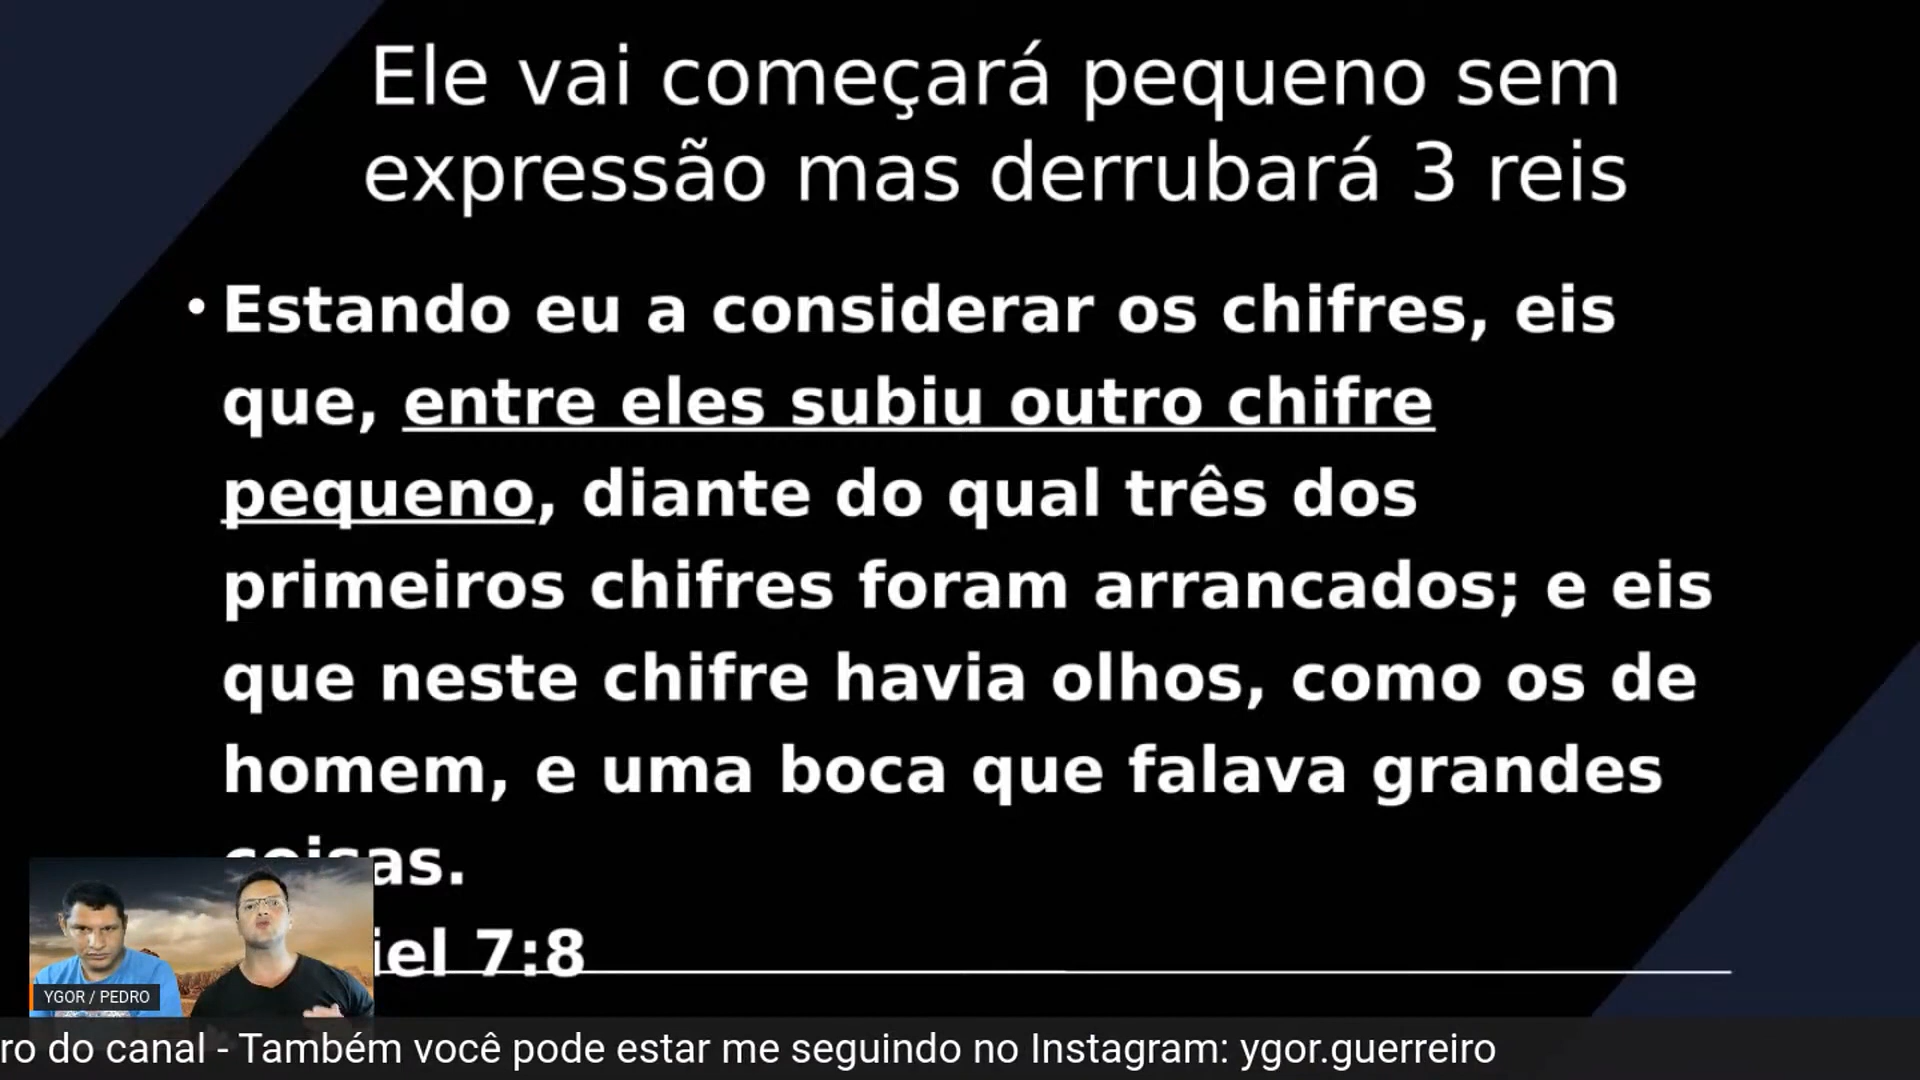 Ele vai começará pequeno sem
expressão mas derrubará 3 reis
• Estando eu a considerar os chifres, eis
que, entre eles subiu outro chifre
pequeno, diante do qual três dos
primeiros chifres foram arrancados; e eis
que neste chifre havia olhos, como os de
homem, e uma boca que falava grandes
coisas.
iel 7:8
YGOR / PEDRO
ro do canal - Também você pode estar me seguindo no Instagram: ygor.guerreiro